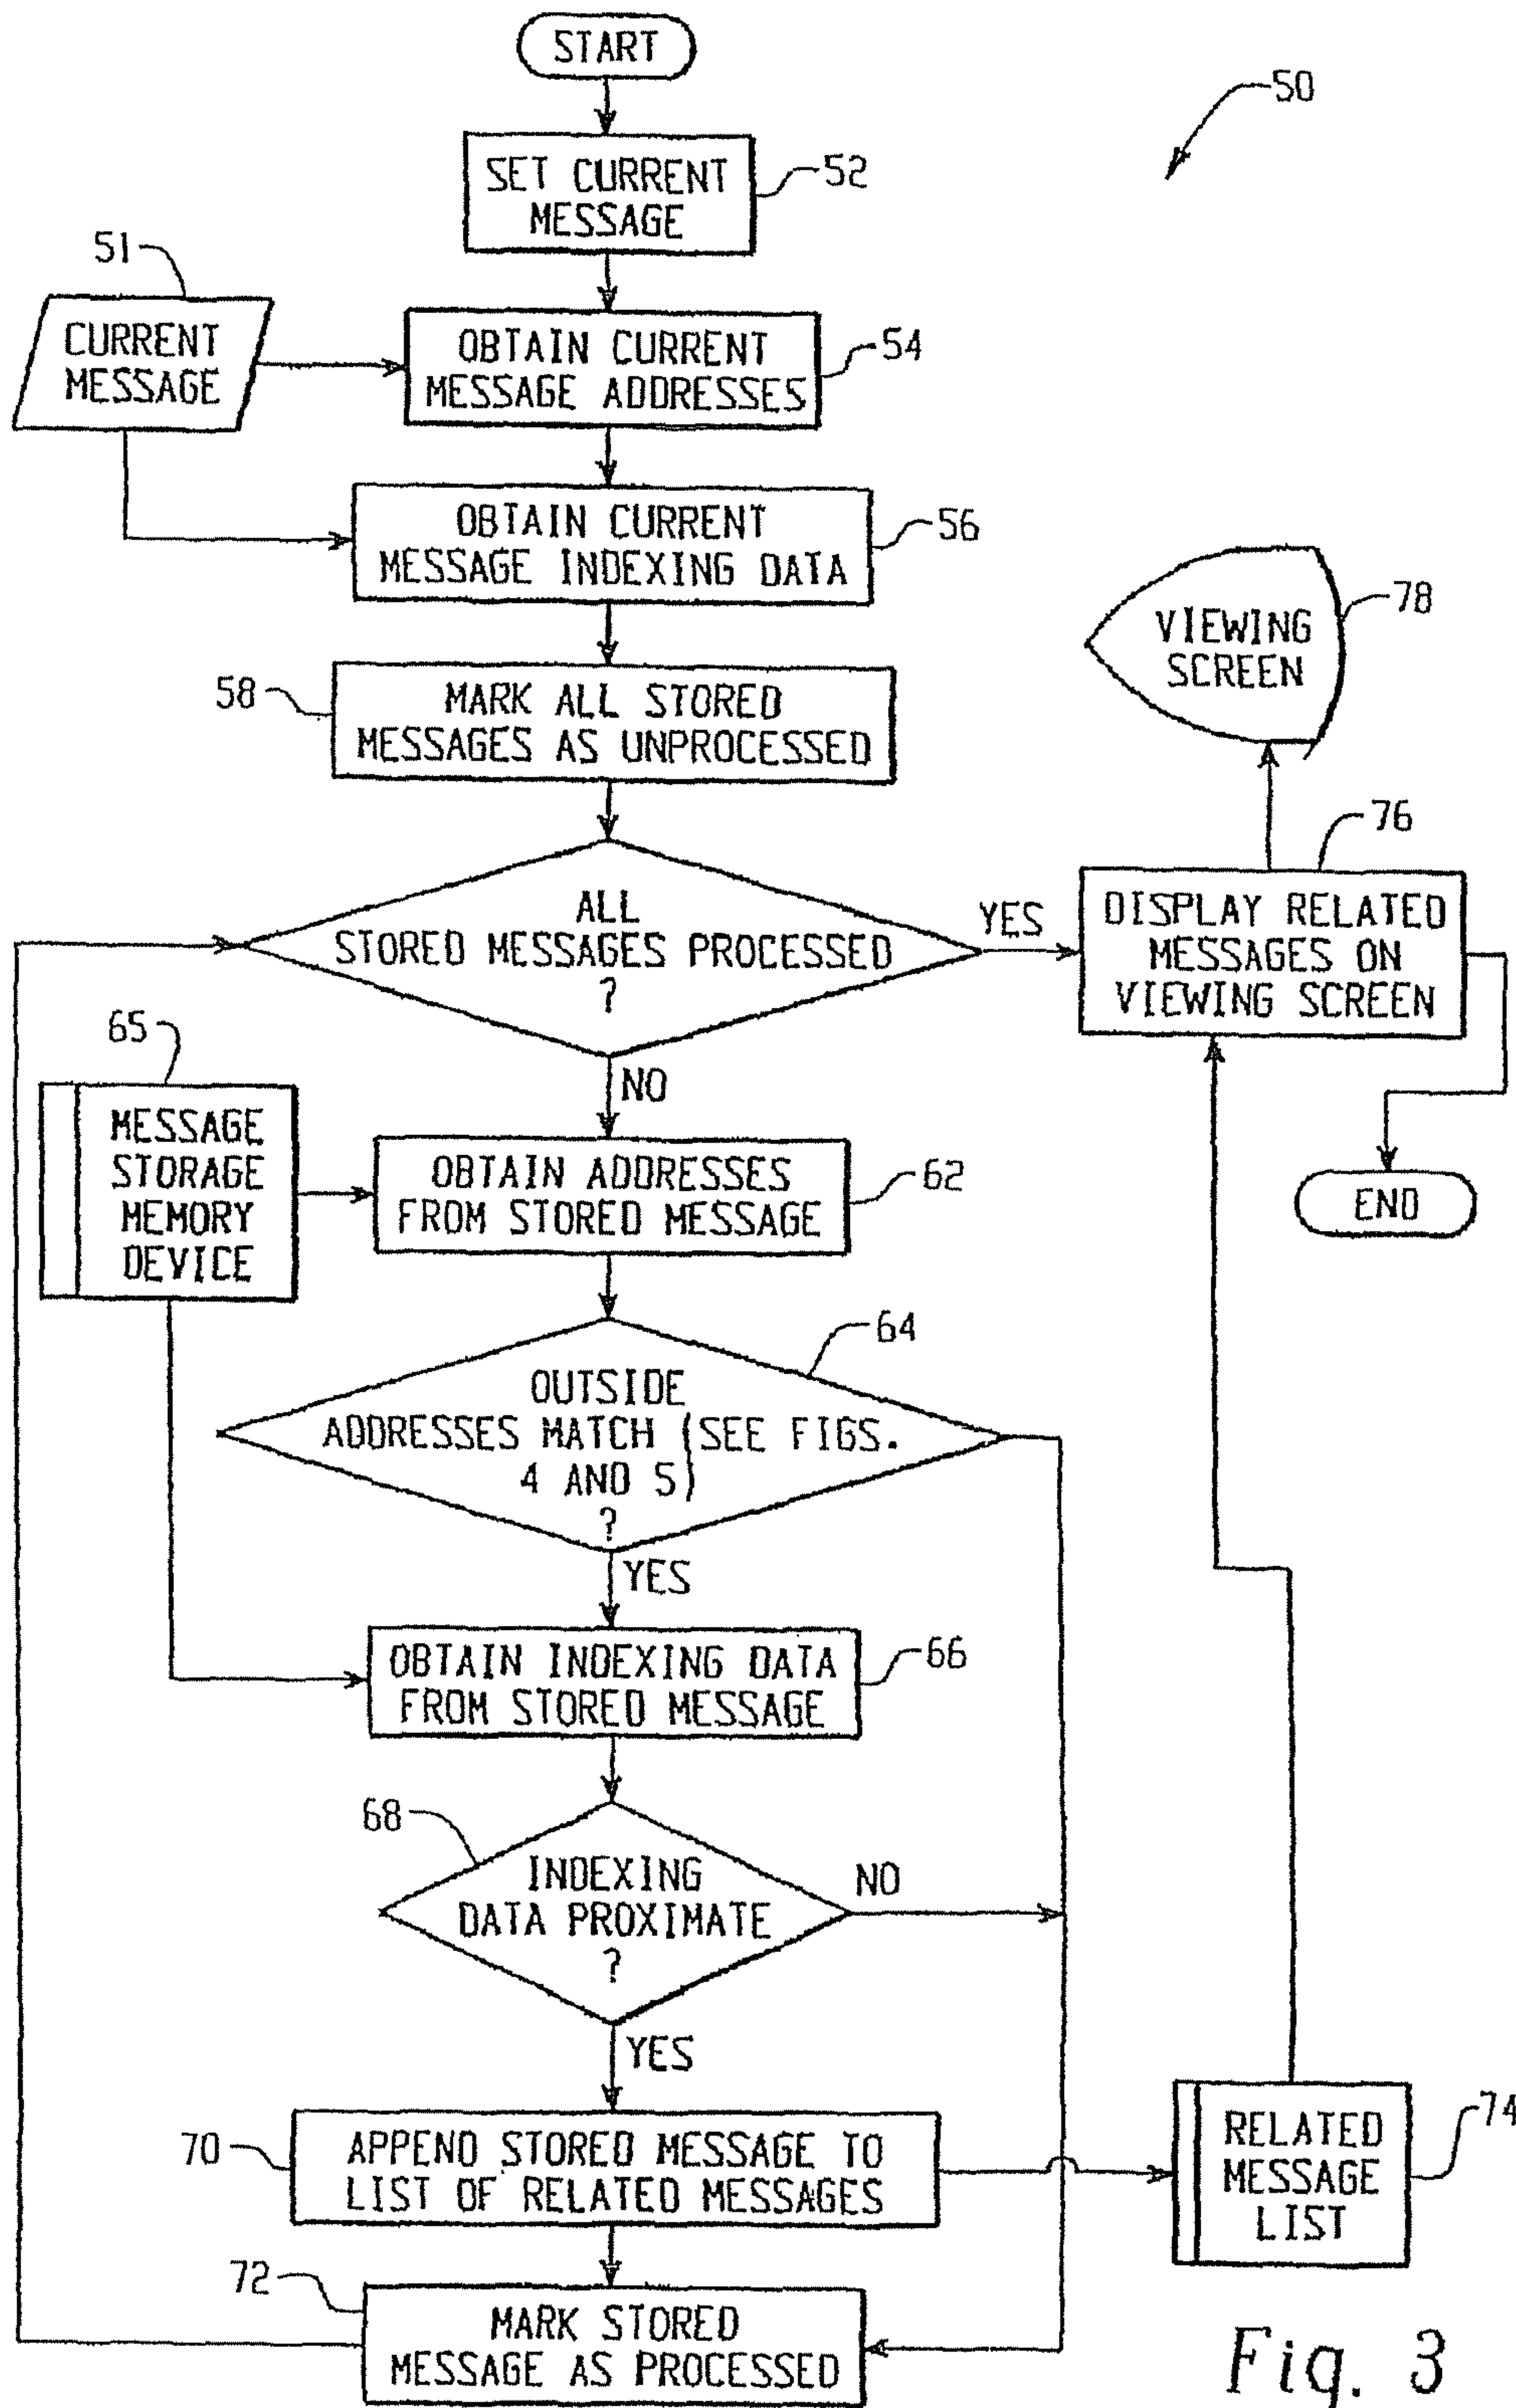 START
50
SET CURRENT
MESSAGE
52
51
CURRENT
MESSAGE
OBTAIN CURRENT
MESSAGE ADDRESSES
54
OBTAIN CURRENT
MESSAGE INDEXING DATA
56
58
MARK ALL STORED
MESSAGES AS UNPROCESSED
VIEWING
SCREEN
78
ALL
STORED MESSAGES PROCESSED
?
YES
NO
76
DISPLAY RELATED
MESSAGES ON
VIEWING SCREEN
END
65
MESSAGE
STORAGE
MEMORY
DEVICE
OBTAIN ADDRESSES
FROM STORED MESSAGE
62
64
OUTSIDE
ADDRESSES MATCH (SEE FIGS.
4 AND 5)
?
YES
OBTAIN INDEXING DATA
FROM STORED MESSAGE
66
68
INDEXING
DATA PROXIMATE
?
NO
YES
70
APPEND STORED MESSAGE TO
LIST OF RELATED MESSAGES
RELATED
MESSAGE
LIST
74
72
MARK STORED
MESSAGE AS PROCESSED
Fig. 3